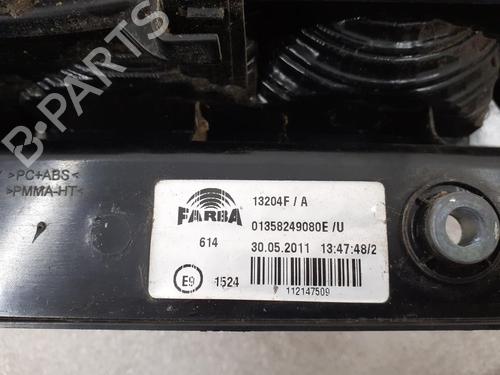 >PC+ABS<
>PMMA-HT<
FARBA
13204F / A
01358249080E /U
614
30.05.2011 13:47:48/2
E9
1524
112147509
B-PARTS